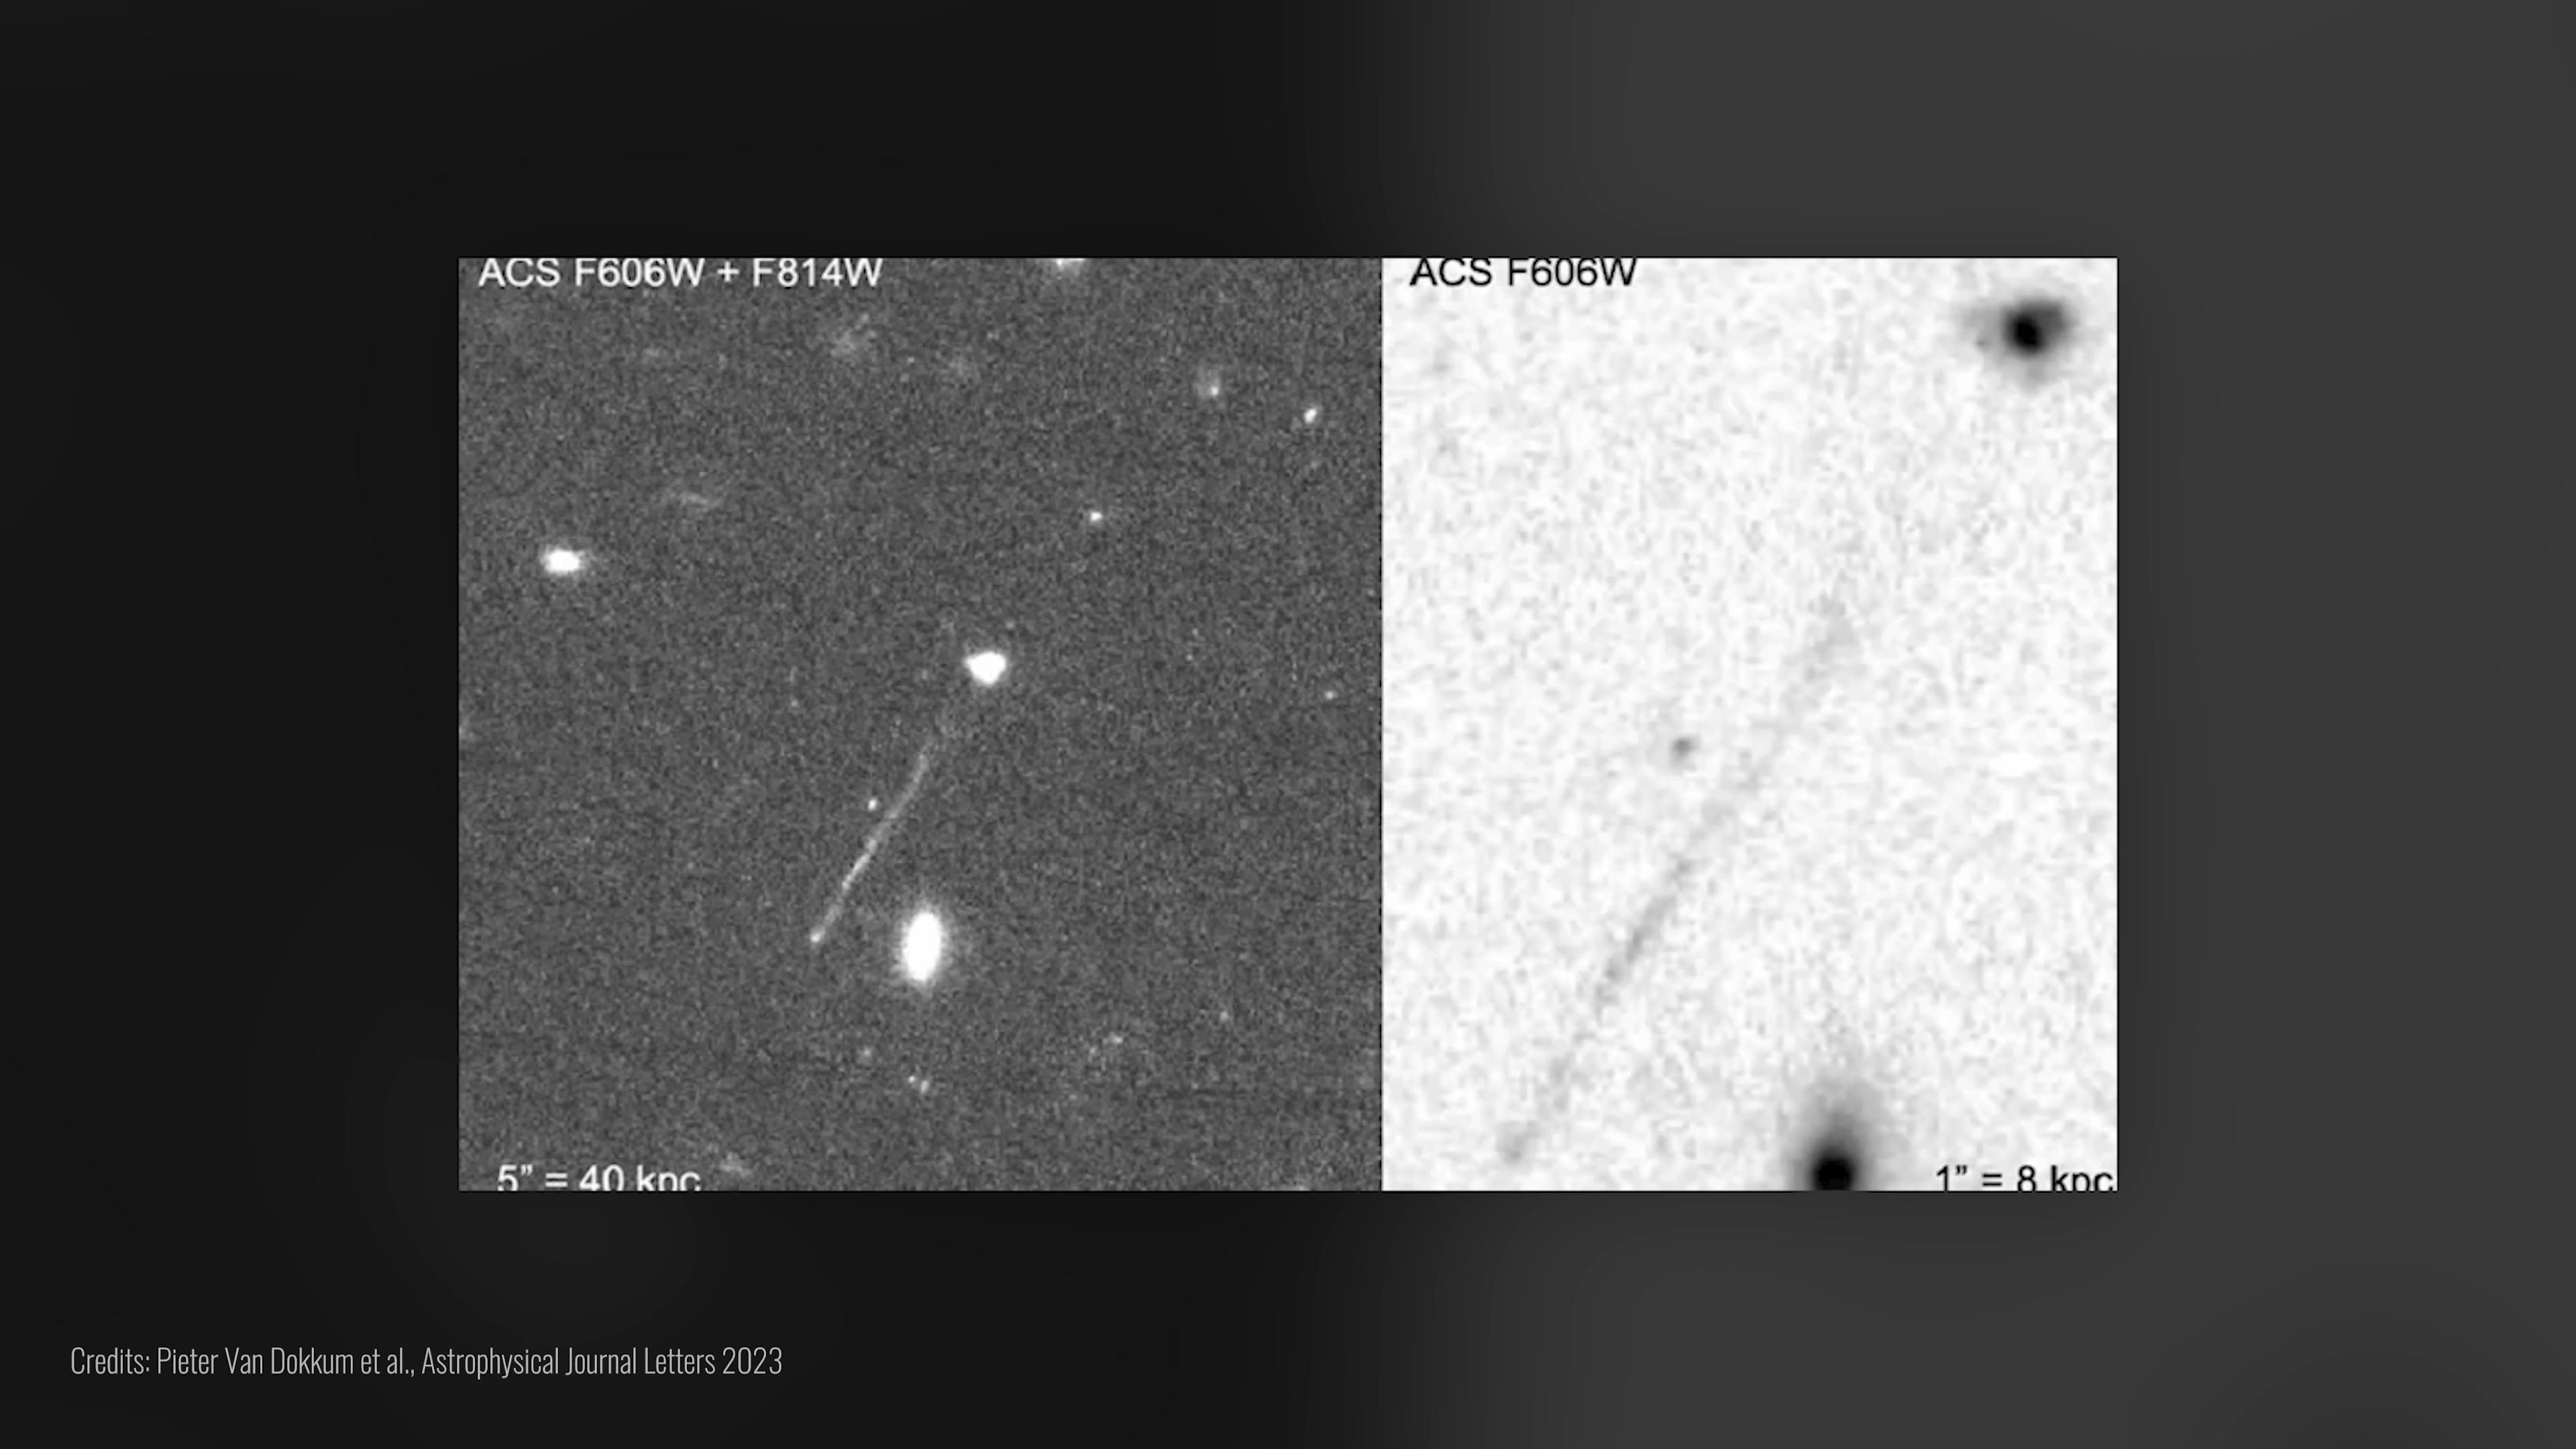 ACS F606W + F814W
ACS F606W
5” = 40 kpc
1” = 8 kpc
Credits: Pieter Van Dokkum et al., Astrophysical Journal Letters 2023